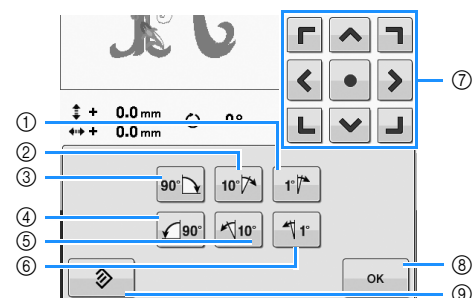 + 0.0 mm 0°
+ 0.0 mm
① 
② 
③ 90° 10° 1°
④ 90° 10° 1°
⑤
⑥
⑦
⑧ OK
⑨